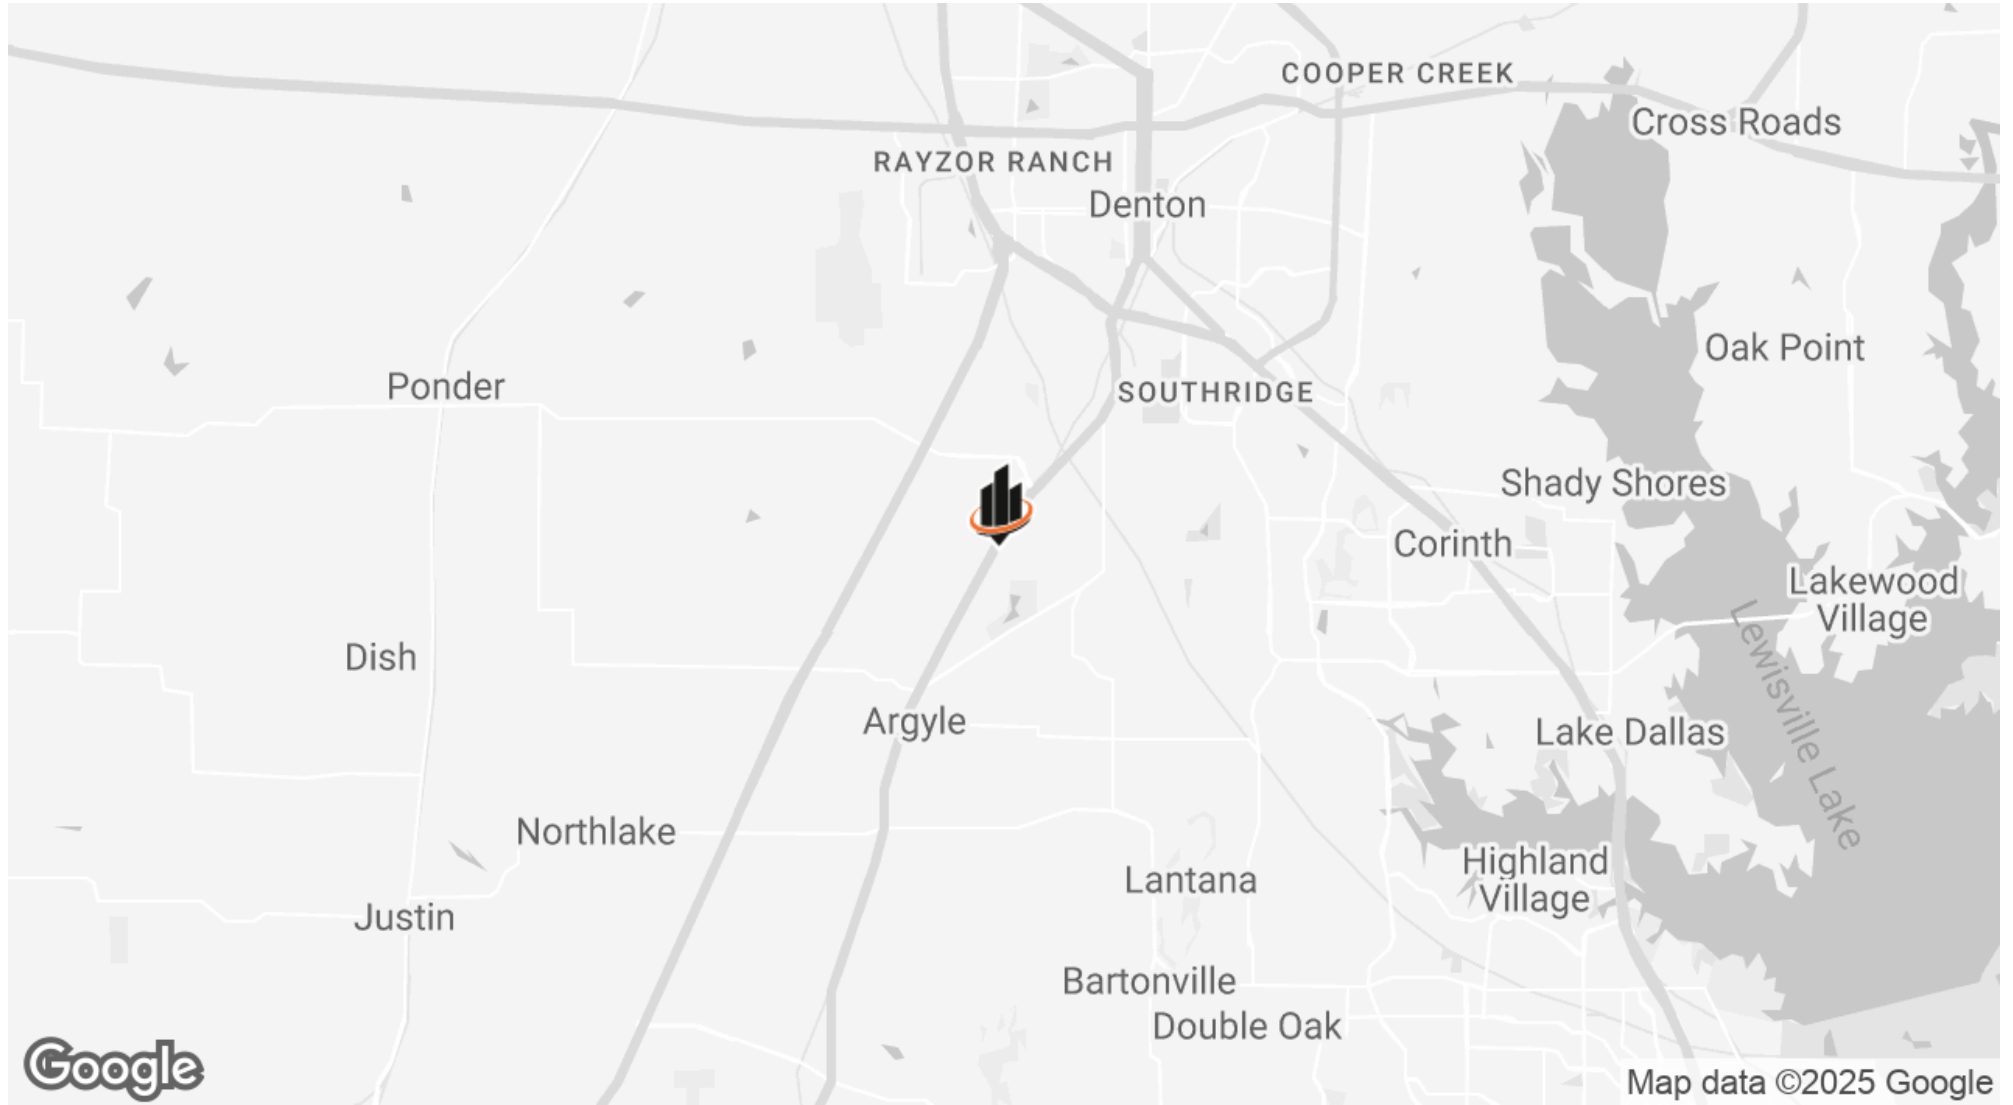 COOPER CREEK
Cross Roads
RAYZOR RANCH
Denton
Oak Point
Ponder
SOUTHRIDGE
Shady Shores
Corinth
Lakewood
Village
Lewisville Lake
Dish
Argyle
Lake Dallas
Northlake
Highland
Village
Lantana
Justin
Bartonville
Double Oak
Google
Map data ©2025 Google